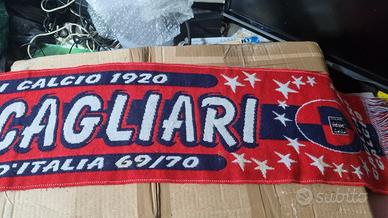 I CALCIO 1920
CAGLIARI
D'ITALIA 69/70
subito